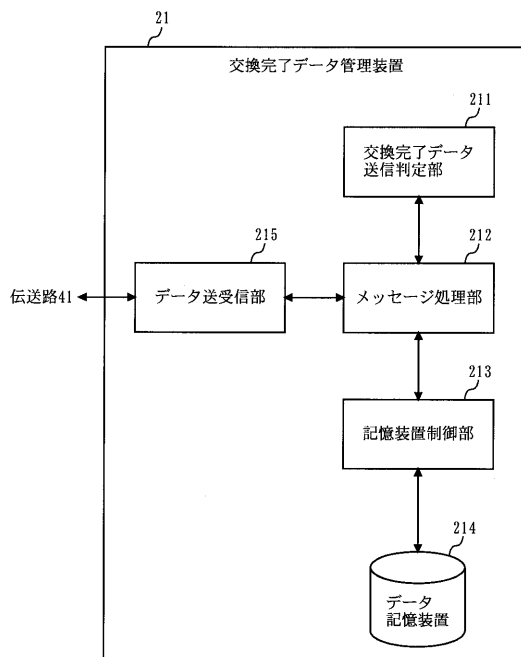 21
交換完了データ管理装置
211
交換完了データ
送信判定部
215
212
伝送路41
データ送受信部
メッセージ処理部
213
記憶装置制御部
214
データ
記憶装置